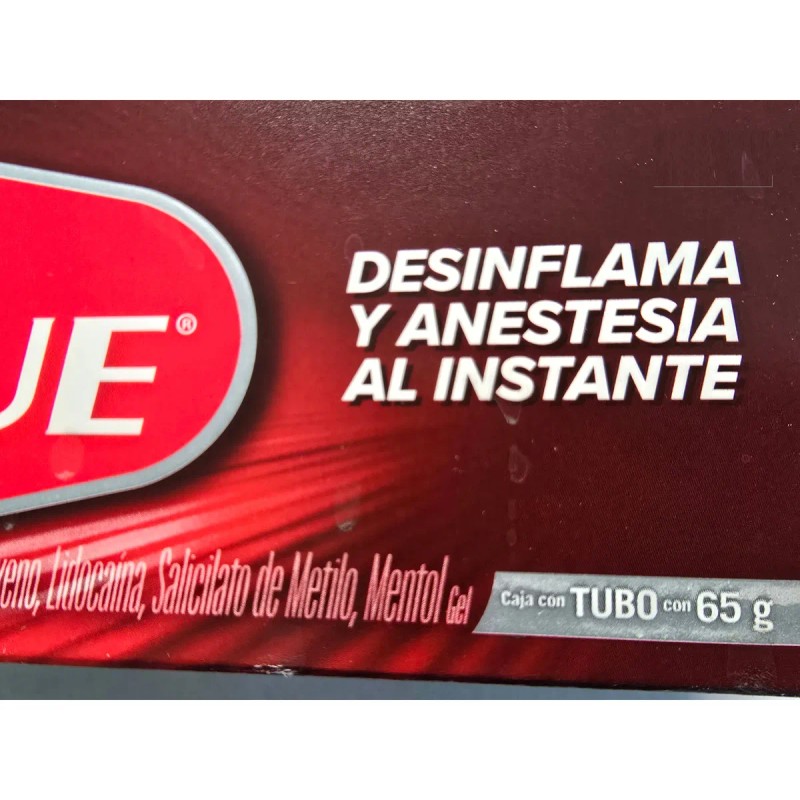 DESINFLAMA
Y ANESTESIA
AL INSTANTE
UE®
Lidocaína, Salicilato de Metilo, Mentol Gel
Caja con TUBO con 65 g